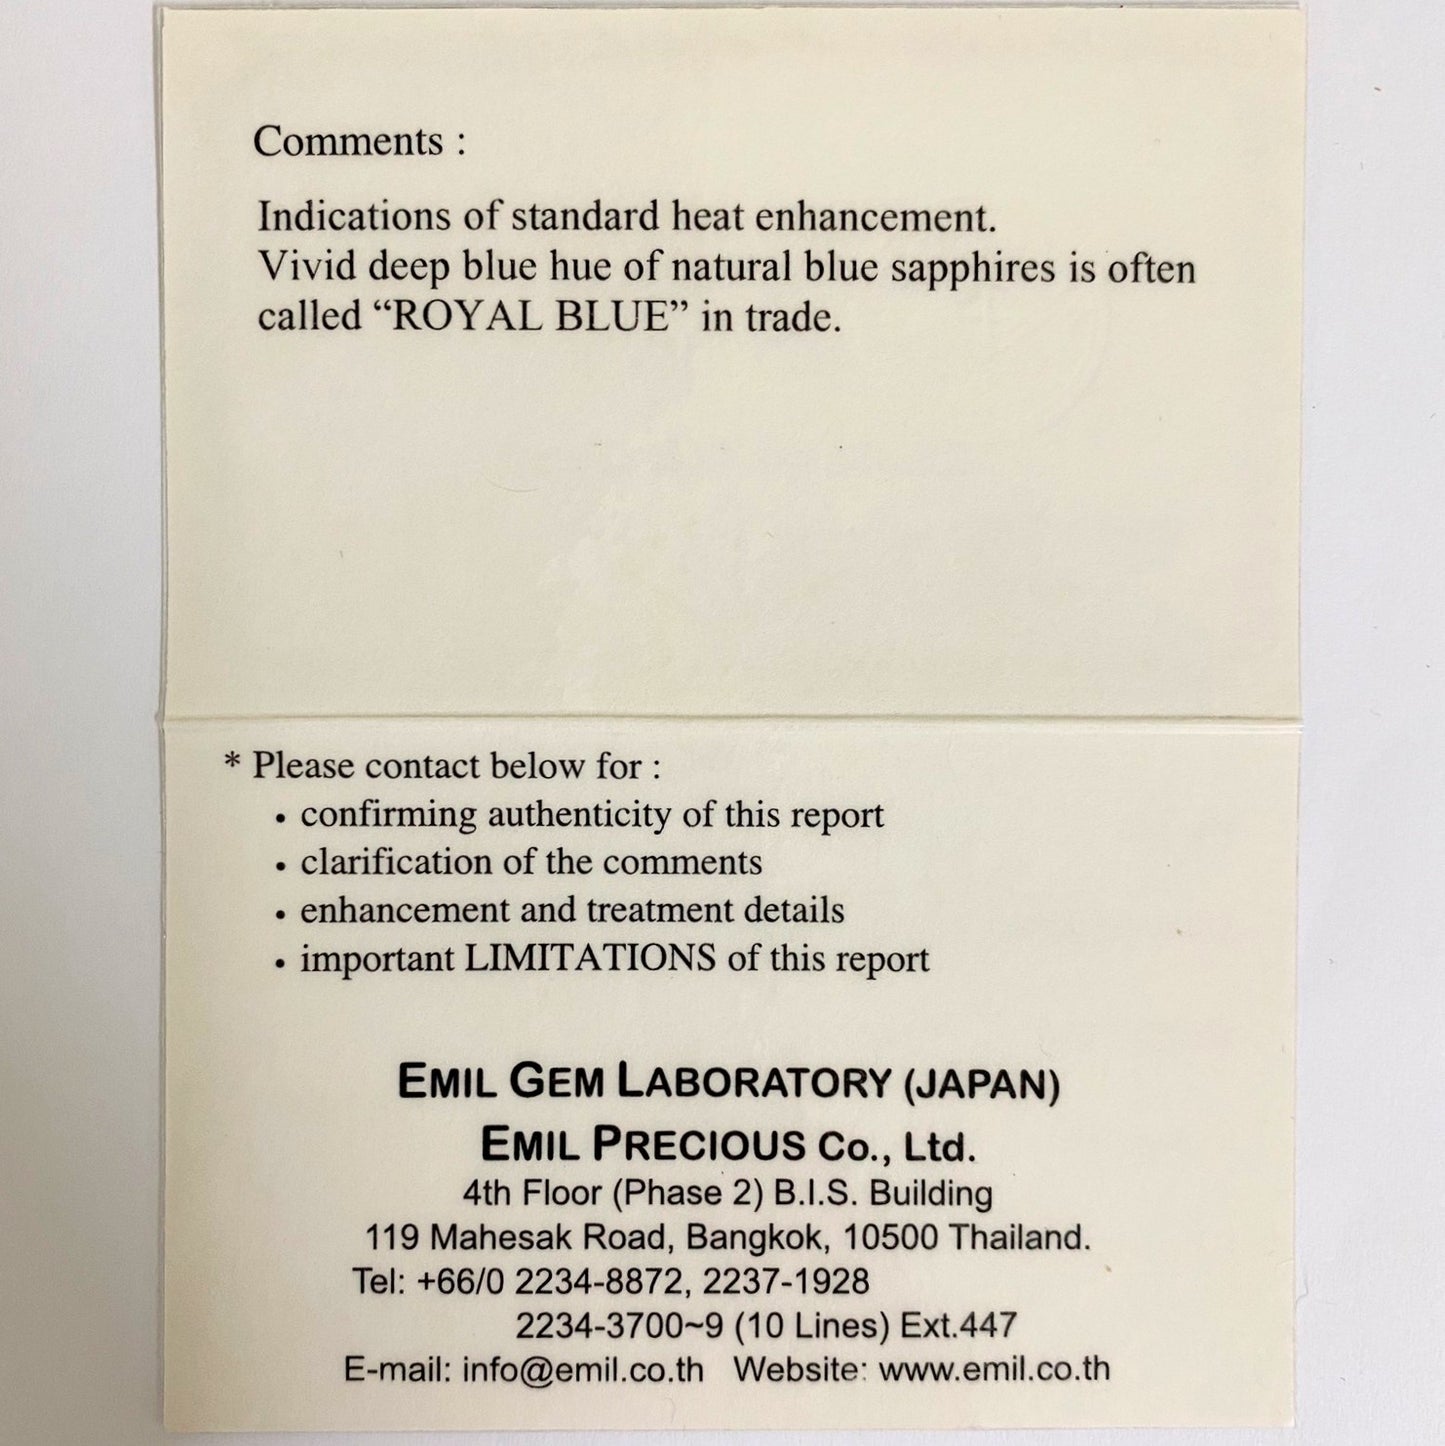 Comments :
Indications of standard heat enhancement.
Vivid deep blue hue of natural blue sapphires is often
called “ROYAL BLUE” in trade.
* Please contact below for :
• confirming authenticity of this report
• clarification of the comments
• enhancement and treatment details
• important LIMITATIONS of this report
EMIL GEM LABORATORY (JAPAN)
EMIL PRECIOUS Co., Ltd.
4th Floor (Phase 2) B.I.S. Building
119 Mahesak Road, Bangkok, 10500 Thailand.
Tel: +66/0 2234-8872, 2237-1928
2234-3700~9 (10 Lines) Ext.447
E-mail: info@emil.co.th Website: www.emil.co.th